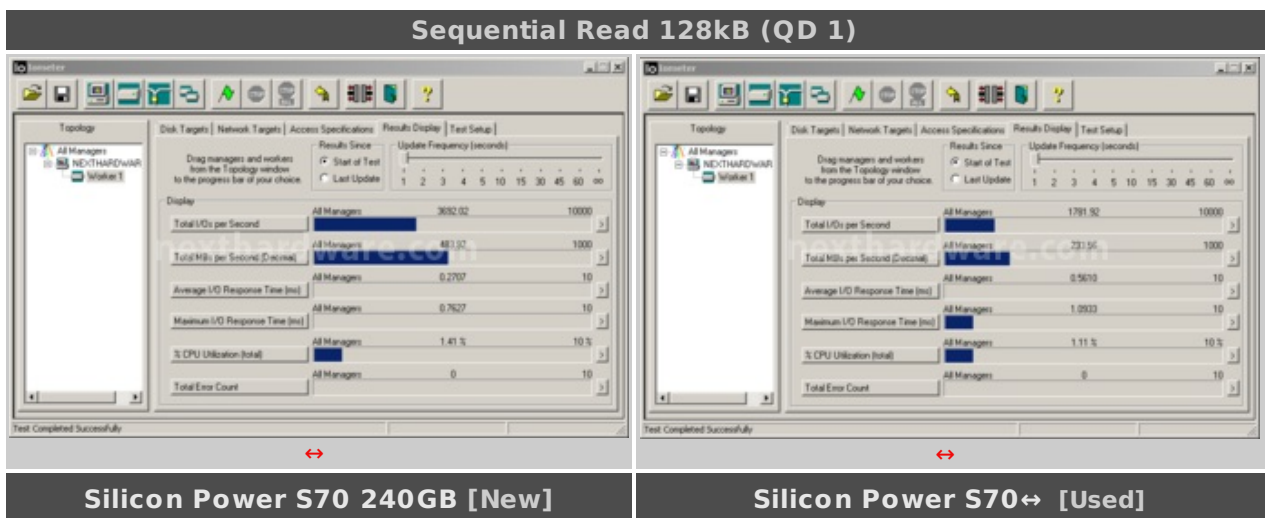 Sequential Read 128kB (QD 1)
Iometer
Topology
All Managers
NEXTHARDWAR
Worker 1
Disk Targets Network Targets Access Specifications Results Display Test Setup
Drag managers and workers
from the Topology window
to the progress bar of your choice.
Results Since
Start of Test
Last Update
Update Frequency (seconds)
1 2 3 4 5 10 15 30 45 60 ∞
Display
All Managers 3692.02 10000
Total I/Os per Second
All Managers 483.92 1000
Total MBs per Second (Decimal)
All Managers 0.2707 10
Average I/O Response Time (ms)
All Managers 0.7627 10
Maximum I/O Response Time (ms)
All Managers 1.41 % 10 %
% CPU Utilization (total)
All Managers 0 10
Total Error Count
Test Completed Successfully
nexthardware.com
↔
Silicon Power S70 240GB [New]
Iometer
Topology
All Managers
NEXTHARDWAR
Worker 1
Disk Targets Network Targets Access Specifications Results Display Test Setup
Drag managers and workers
from the Topology window
to the progress bar of your choice.
Results Since
Start of Test
Last Update
Update Frequency (seconds)
1 2 3 4 5 10 15 30 45 60 ∞
Display
All Managers 1781.92 10000
Total I/Os per Second
All Managers 233.56 1000
Total MBs per Second (Decimal)
All Managers 0.5610 10
Average I/O Response Time (ms)
All Managers 1.0933 10
Maximum I/O Response Time (ms)
All Managers 1.11 % 10 %
% CPU Utilization (total)
All Managers 0 10
Total Error Count
Test Completed Successfully
nexthardware.com
↔
Silicon Power S70↔ [Used]